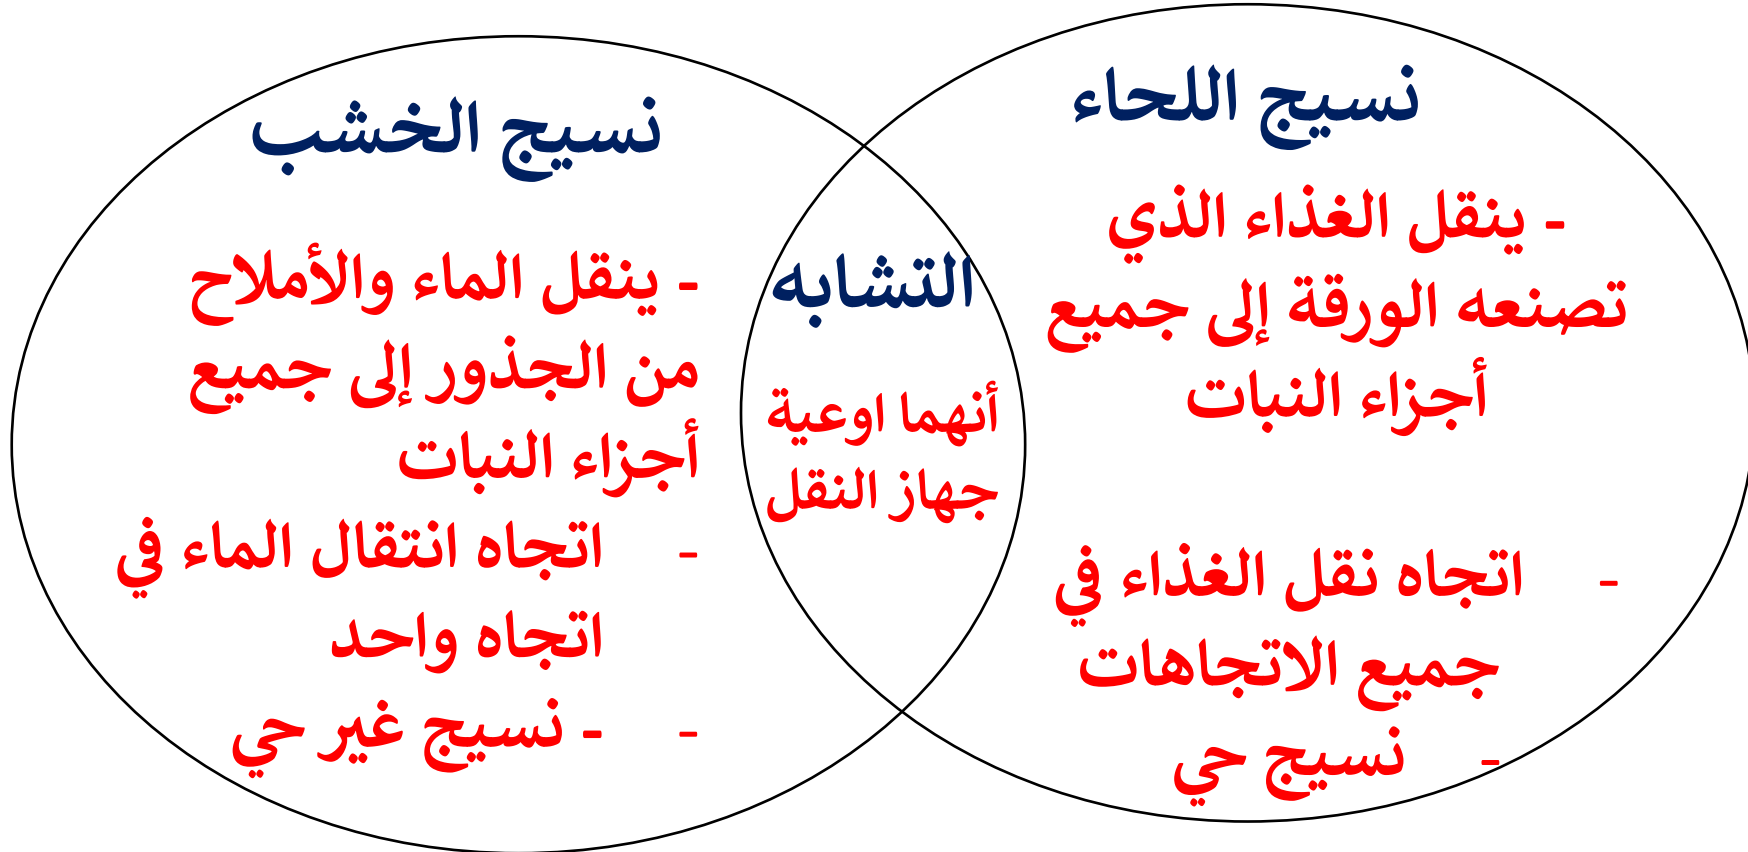 نسيج اللحاء
- ينقل الغذاء الذي
تصنعه الورقة إلى جميع
أجزاء النبات
- اتجاه نقل الغذاء في
جميع الاتجاهات
- نسيج حي
التشابه
أنهما اوعية
جهاز النقل
نسيج الخشب
- ينقل الماء والأملاح
من الجذور إلى جميع
أجزاء النبات
- اتجاه انتقال الماء في
اتجاه واحد
- - نسيج غير حي